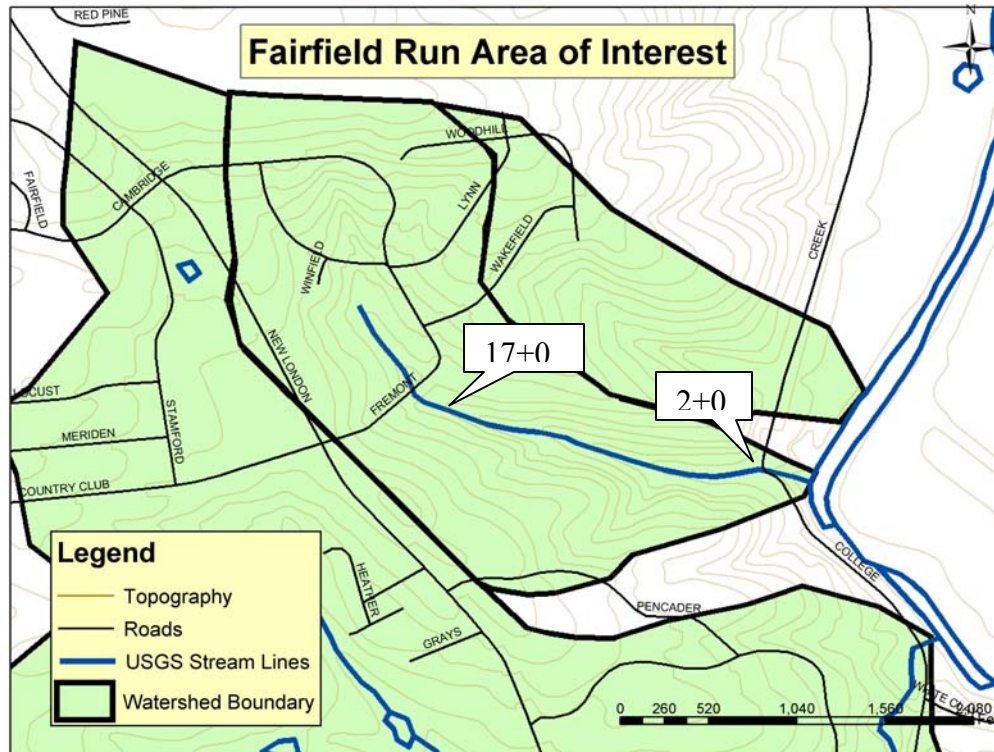 RED PINE
N
Fairfield Run Area of Interest
WOODHILL
CAMBRIDGE
FAIRFIELD
LYNN
WAKEFIELD
CREEK
WINFIELD
NEW LONDON
17+0
FREMONT
2+0
LOCUST
STAMFORD
MERIDEN
COUNTRY CLUB
Legend
Topography
Roads
USGS Stream Lines
Watershed Boundary
HEATHER
COLLEGE
PENCADER
GRAYS
0 260 520 1,040 1,560